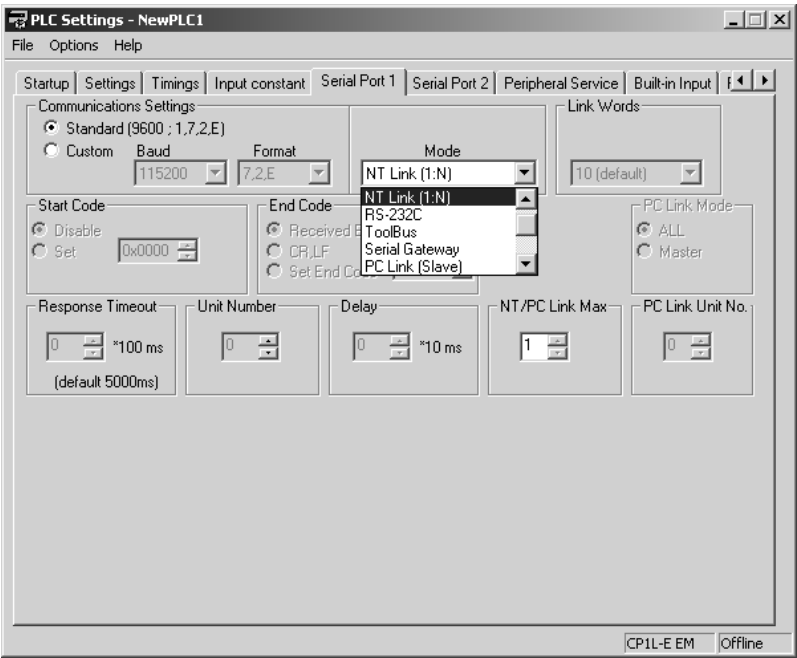 PLC Settings - NewPLC1
File Options Help
Startup Settings Timings Input constant Serial Port 1 Serial Port 2 Peripheral Service Built-in Input
Communications Settings
Link Words
Standard (9600 ; 1,7,2,E)
Custom Baud Format Mode
115200 7,2,E NT Link (1:N) 10 (default)
NT Link (1:N)
RS-232C
ToolBus
Serial Gateway
PC Link (Slave)
Start Code
Disable
Set 0x0000
End Code
Received
CR,LF
Set End
PC Link Mode
ALL
Master
Response Timeout
0 *100 ms
(default 5000ms)
Unit Number
0
Delay
0 *10 ms
NT/PC Link Max
1
PC Link Unit No.
0
CP1L-E EM Offline